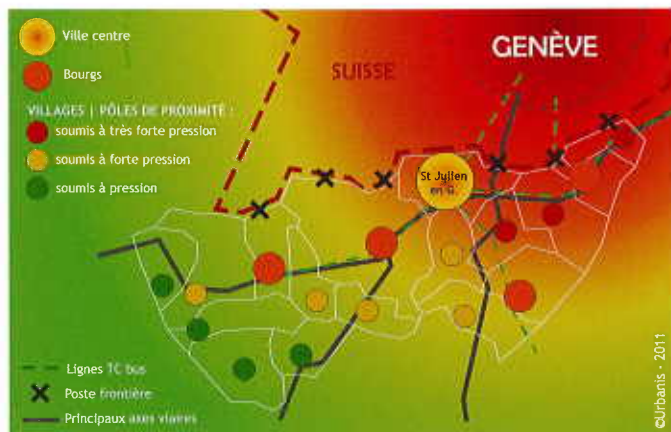 Ville centre
Bourgs
VILLAGES | PÔLES DE PROXIMITÉ :
soumis à très forte pression
soumis à forte pression
soumis à pression
SUISSE
GENÈVE
St Julien
en G.
Lignes TC bus
Poste frontière
Principaux axes viaires
©Urbanis - 2011